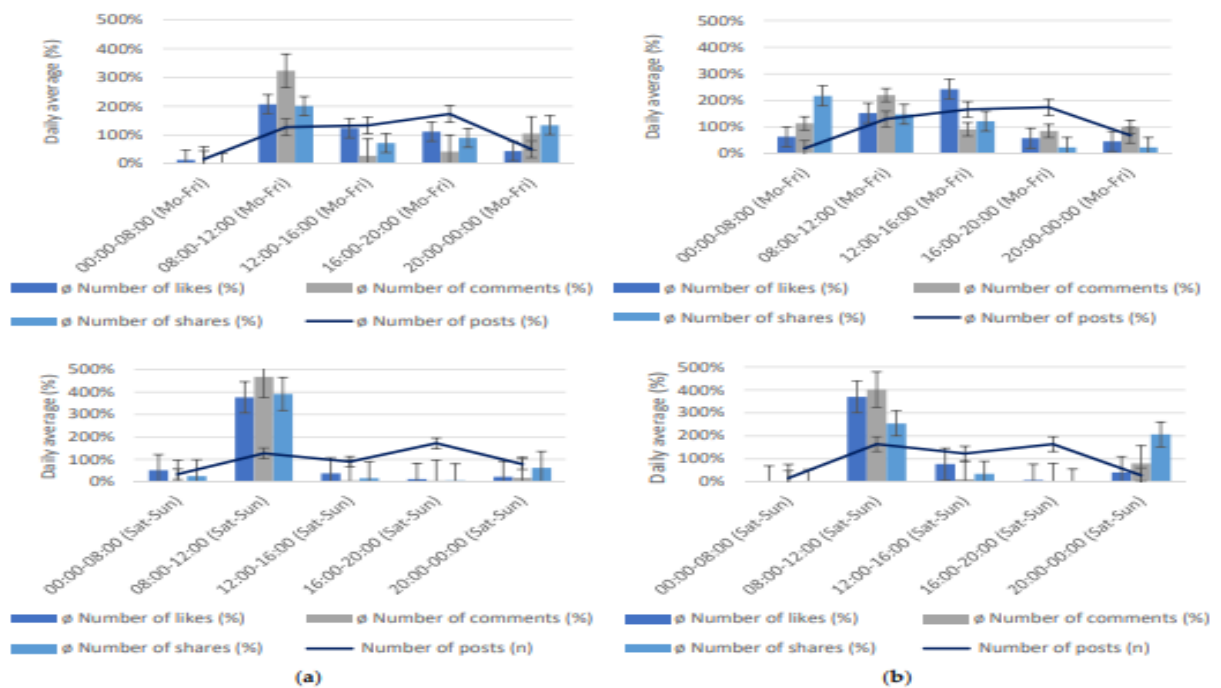 500%
400%
300%
200%
100%
0%
Daily average (%)
00:00-08:00 (Mo-Fri)
08:00-12:00 (Mo-Fri)
12:00-16:00 (Mo-Fri)
16:00-20:00 (Mo-Fri)
20:00-00:00 (Mo-Fri)
ø Number of likes (%)
ø Number of comments (%)
ø Number of shares (%)
ø Number of posts (%)
500%
400%
300%
200%
100%
0%
Daily average (%)
00:00-08:00 (Mo-Fri)
08:00-12:00 (Mo-Fri)
12:00-16:00 (Mo-Fri)
16:00-20:00 (Mo-Fri)
20:00-00:00 (Mo-Fri)
ø Number of likes (%)
ø Number of comments (%)
ø Number of shares (%)
ø Number of posts (%)
500%
400%
300%
200%
100%
0%
Daily average (%)
00:00-08:00 (Sat-Sun)
08:00-12:00 (Sat-Sun)
12:00-16:00 (Sat-Sun)
16:00-20:00 (Sat-Sun)
20:00-00:00 (Sat-Sun)
ø Number of likes (%)
ø Number of comments (%)
ø Number of shares (%)
Number of posts (n)
(a)
500%
400%
300%
200%
100%
0%
Daily average (%)
00:00-08:00 (Sat-Sun)
08:00-12:00 (Sat-Sun)
12:00-16:00 (Sat-Sun)
16:00-20:00 (Sat-Sun)
20:00-00:00 (Sat-Sun)
ø Number of likes (%)
ø Number of comments (%)
ø Number of shares (%)
Number of posts (n)
(b)